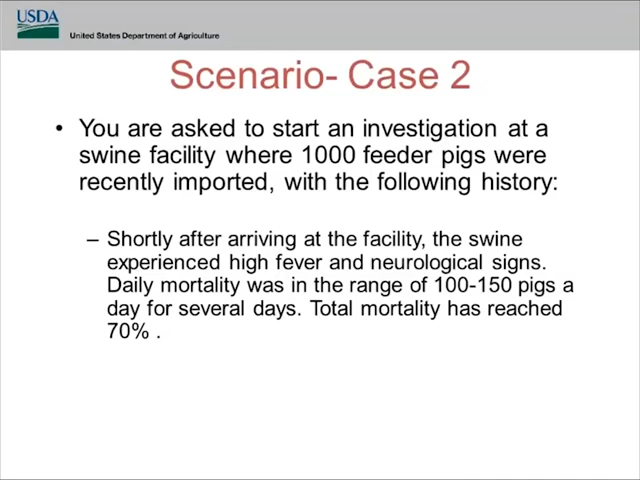 USDA
United States Department of Agriculture
Scenario- Case 2
• You are asked to start an investigation at a
swine facility where 1000 feeder pigs were
recently imported, with the following history:
– Shortly after arriving at the facility, the swine
experienced high fever and neurological signs.
Daily mortality was in the range of 100-150 pigs a
day for several days. Total mortality has reached
70% .